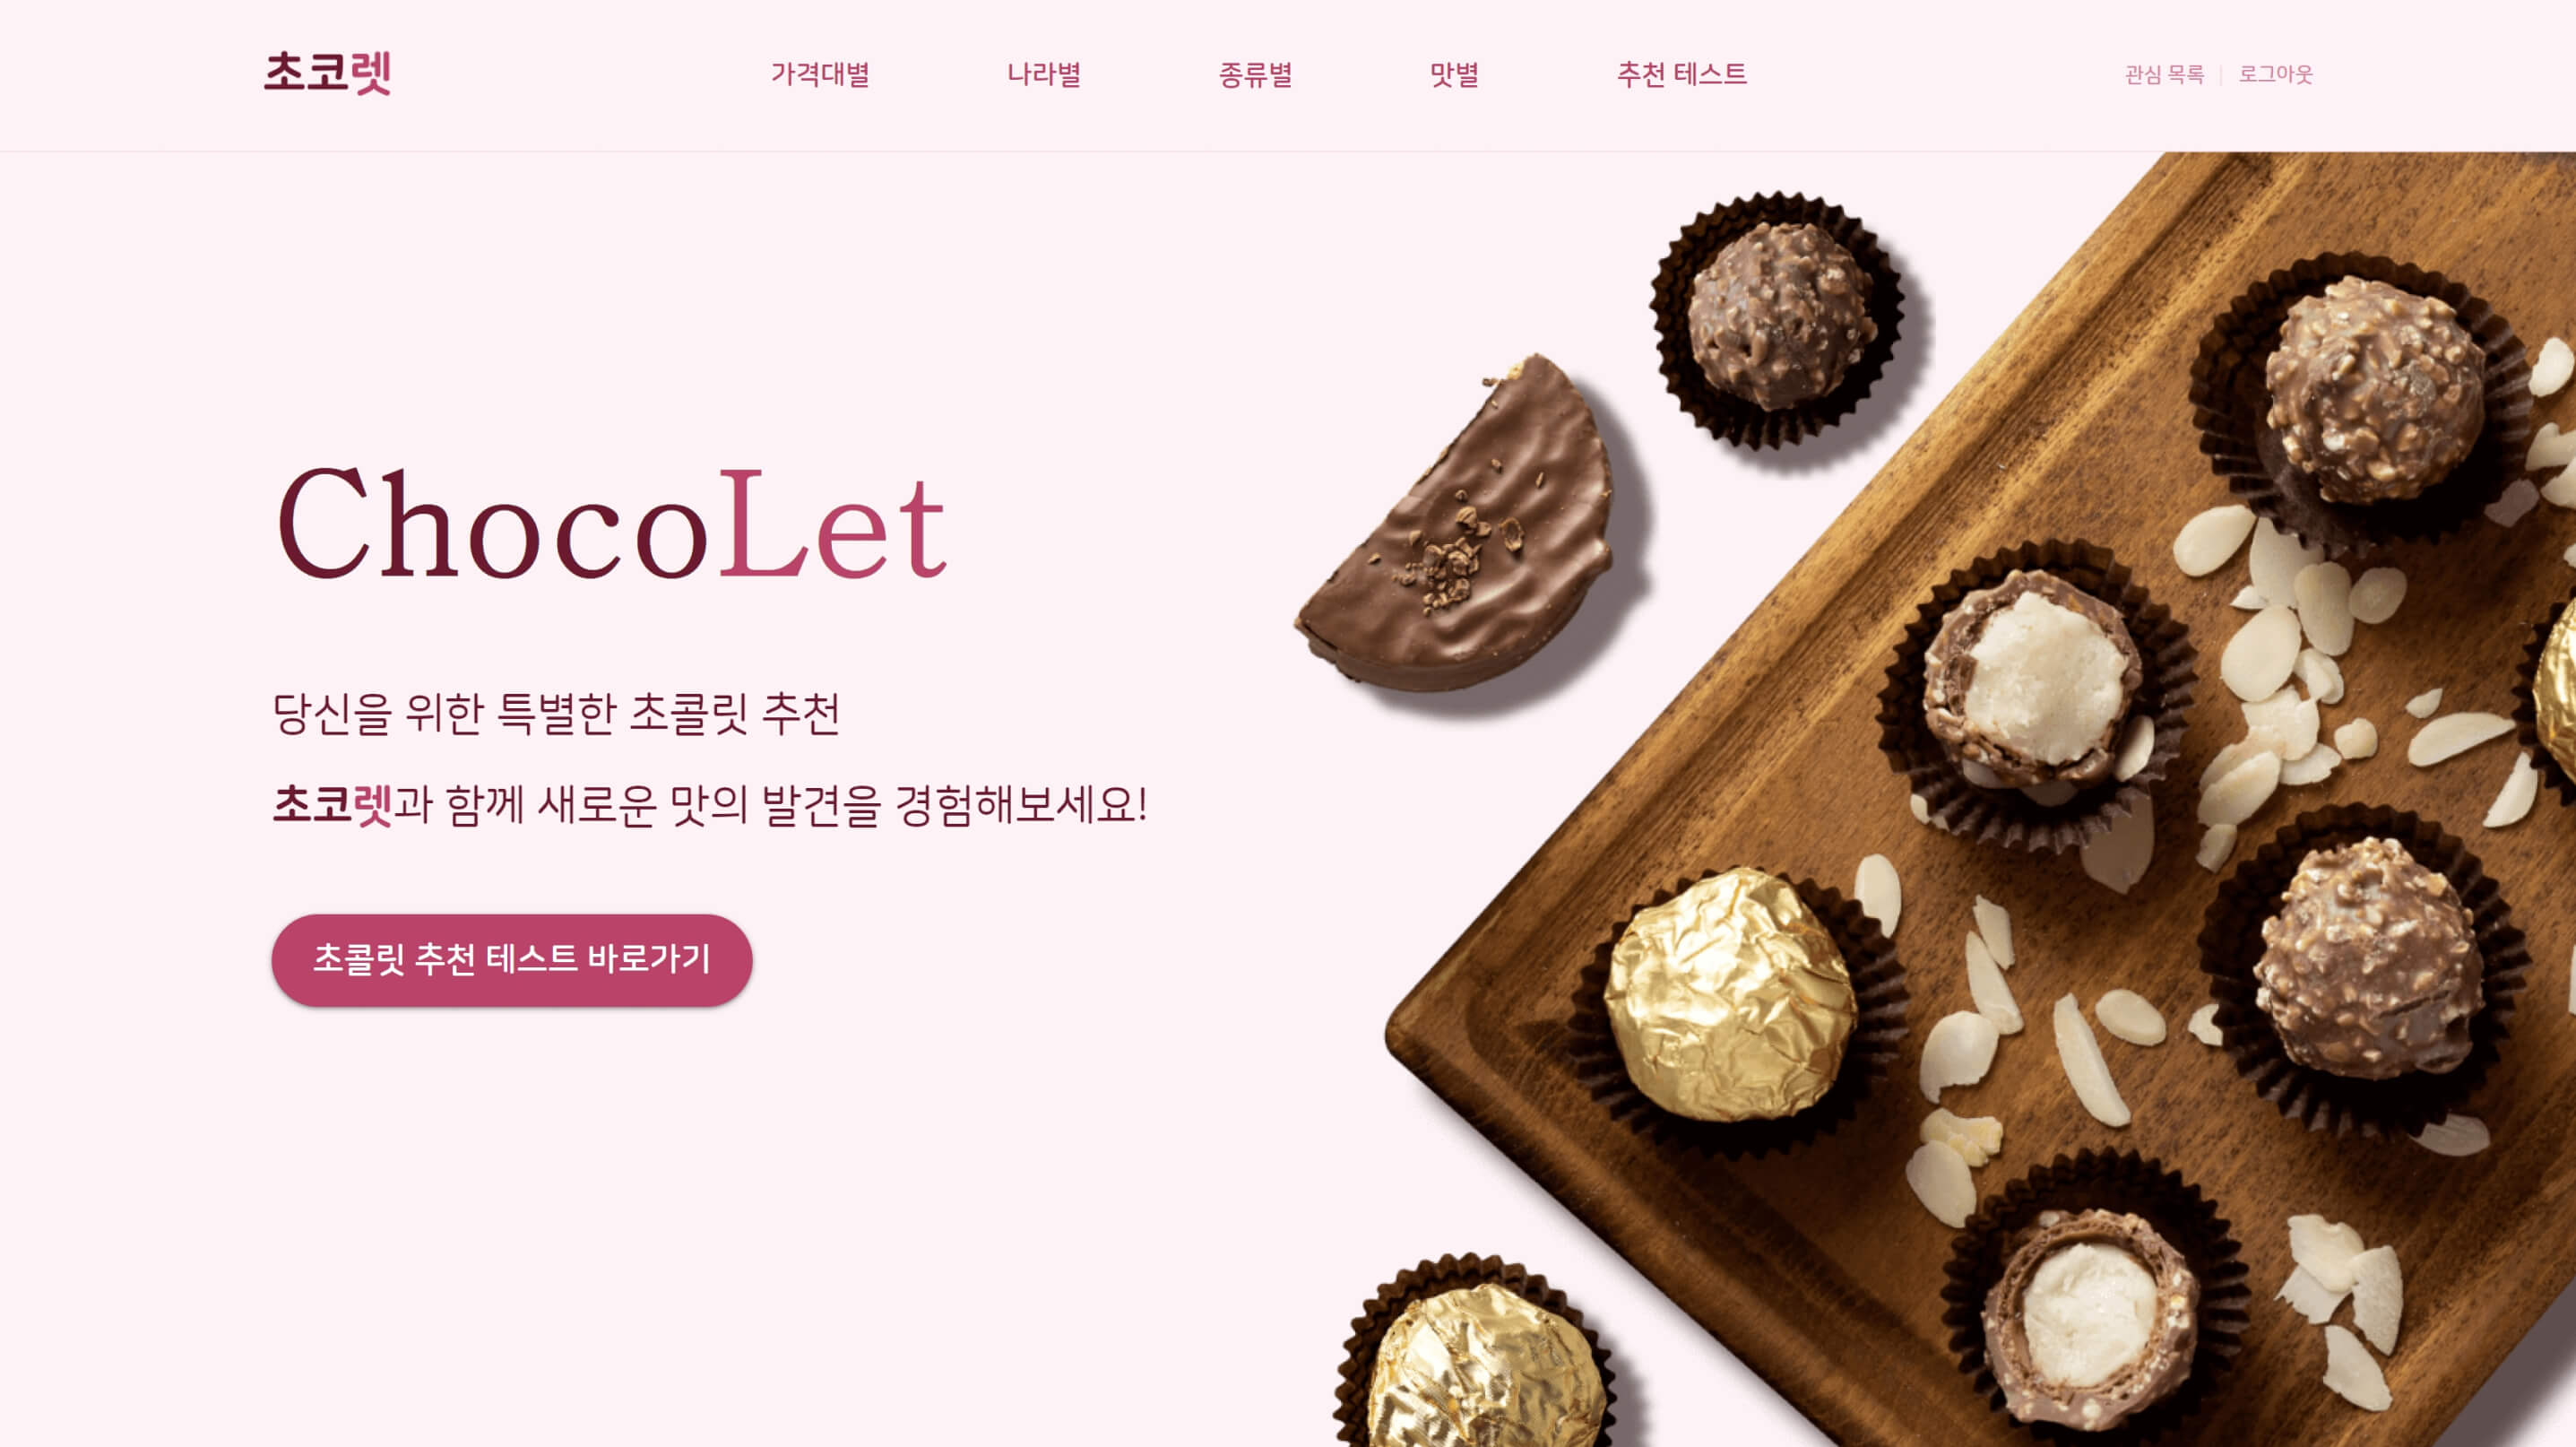 초코렛
가격대별 나라별 종류별 맛별 추천 테스트
관심 목록 | 로그아웃
ChocoLet
당신을 위한 특별한 초콜릿 추천
초코렛과 함께 새로운 맛의 발견을 경험해보세요!
초콜릿 추천 테스트 바로가기